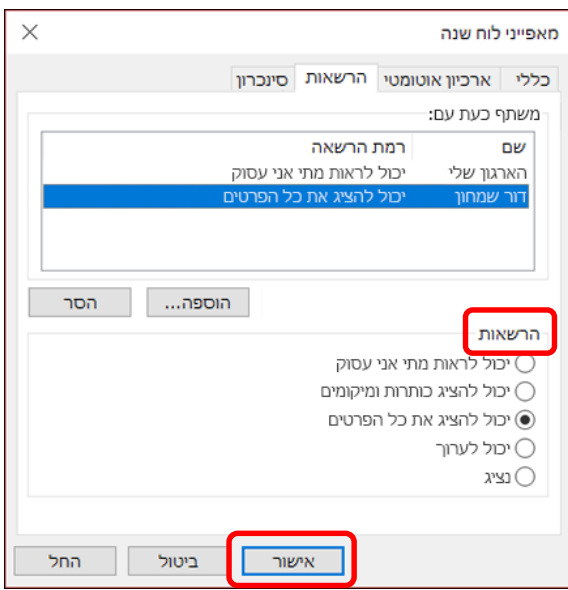 מאפייני לוח שנה
כללי ארכיון אוטומטי הרשאות סינכרון
משתף כעת עם:
שם רמת הרשאה
הארגון שלי יכול לראות מתי אני עסוק
דור שמחון יכול להציג את כל הפרטים
הוספה... הסר
הרשאות
יכול לראות מתי אני עסוק
יכול להציג כותרות ומיקומים
יכול להציג את כל הפרטים
יכול לערוך
נציג
אישור ביטול החל